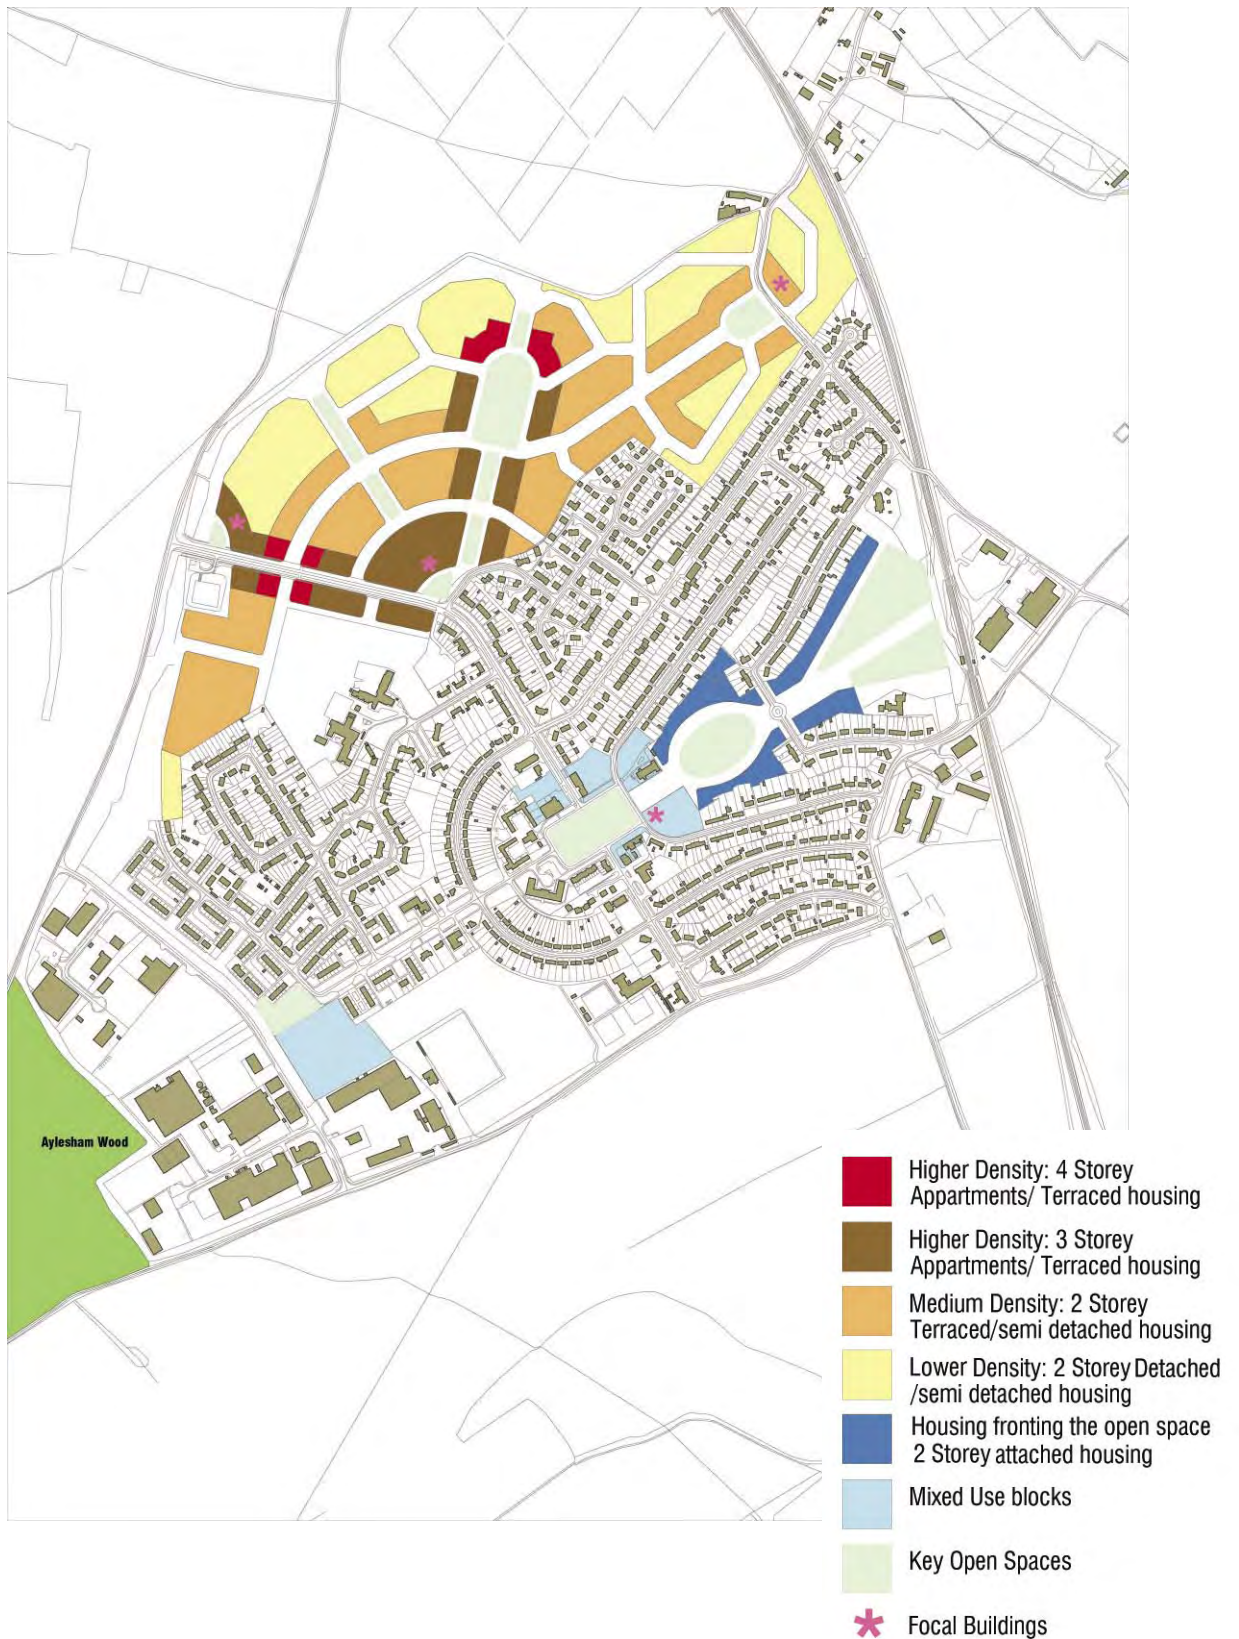 Aylesham Wood
Higher Density: 4 Storey
Appartments/ Terraced housing
Higher Density: 3 Storey
Appartments/ Terraced housing
Medium Density: 2 Storey
Terraced/semi detached housing
Lower Density: 2 Storey Detached
/semi detached housing
Housing fronting the open space
2 Storey attached housing
Mixed Use blocks
Key Open Spaces
Focal Buildings